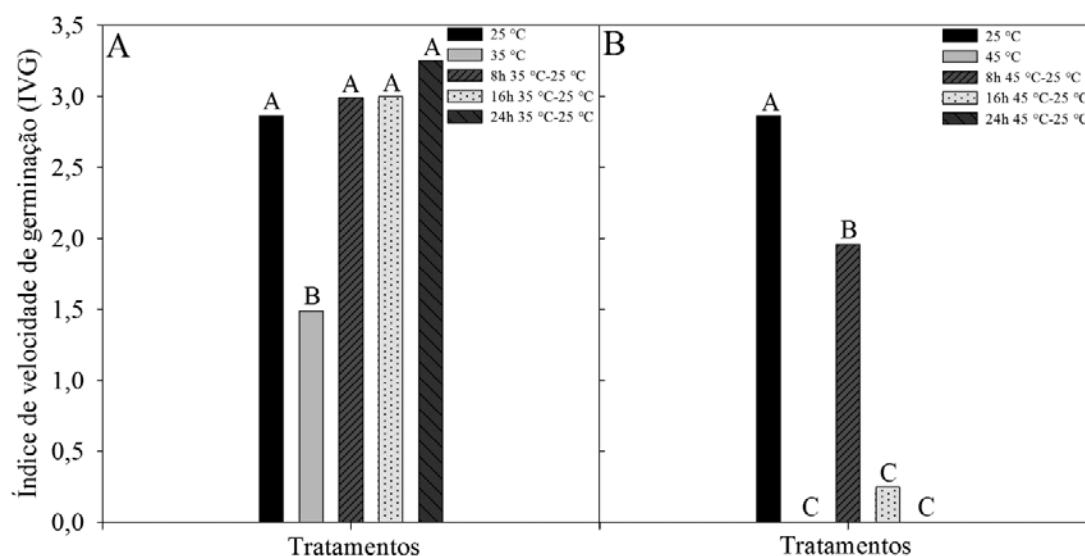 Índice de velocidade de germinação (IVG)
3,5
3,0
2,5
2,0
1,5
1,0
0,5
0,0
A
25 °C
35 °C
8h 35 °C-25 °C
16h 35 °C-25 °C
24h 35 °C-25 °C
A
B
A
A
A
Tratamentos
B
25 °C
45 °C
8h 45 °C-25 °C
16h 45 °C-25 °C
24h 45 °C-25 °C
A
C
B
C
C
Tratamentos